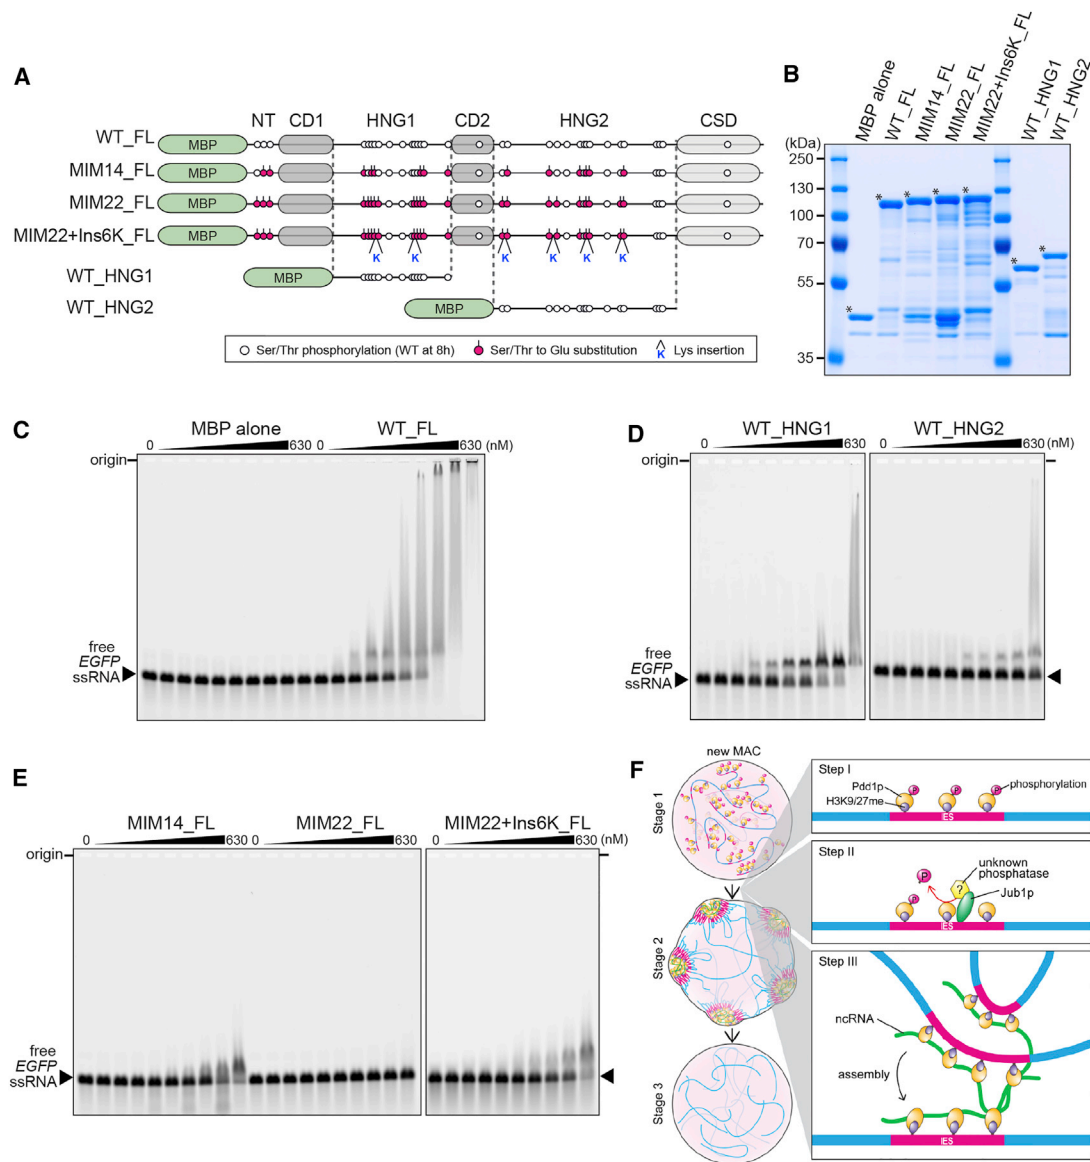 A
NT CD1 HNG1 CD2 HNG2 CSD
WT_FL MBP
MIM14_FL MBP
MIM22_FL MBP
MIM22+Ins6K_FL MBP
K K K K K K
WT_HNG1 MBP
WT_HNG2 MBP
Ser/Thr phosphorylation (WT at 8h) Ser/Thr to Glu substitution K Lys insertion
B
MBP alone
WT_FL
MIM14_FL
MIM22_FL
MIM22+Ins6K_FL
WT_HNG1
WT_HNG2
(kDa)
250
130
100
70
55
35
* * * * * * *
C
MBP alone WT_FL
0 630 0 630 (nM)
origin
free
EGFP
ssRNA
D
WT_HNG1 WT_HNG2
0 630 0 630 (nM)
origin
free
EGFP
ssRNA
E
MIM14_FL MIM22_FL MIM22+Ins6K_FL
0 630 0 630 0 630 (nM)
origin
free
EGFP
ssRNA
F
new MAC
Stage 1
Stage 2
Stage 3
Step I
Pdd1p
H3K9/27me
P P P
phosphorylation
IES
Step II
P
P
?
unknown
phosphatase
Jub1p
IES
Step III
ncRNA
assembly
IES